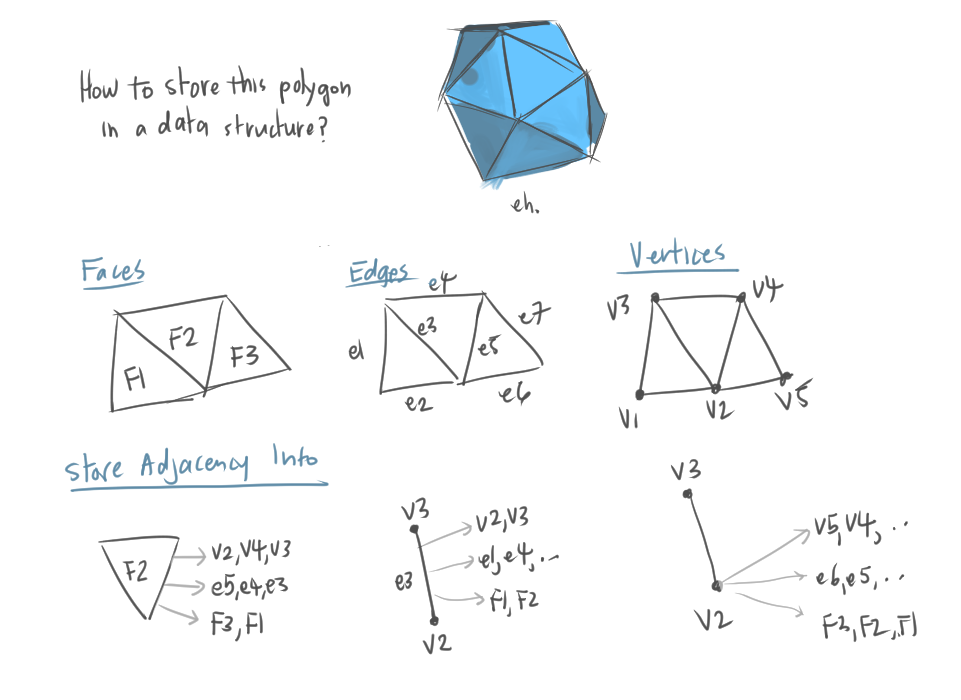 How to store this polygon
in a data structure?
eh.
Faces
F1
F2
F3
Edges
e4
e1
e3
e5
e7
e2
e6
Vertices
V3
V4
V1
V2
V5
Store Adjacency Info
F2
V2,V4,V3
e5,e4,e3
F3,F1
V3
e3
V2
V2,V3
e1,e4,..
F1,F2
V3
V2
V5,V4,..
e6,e5,..
F3,F2,F1